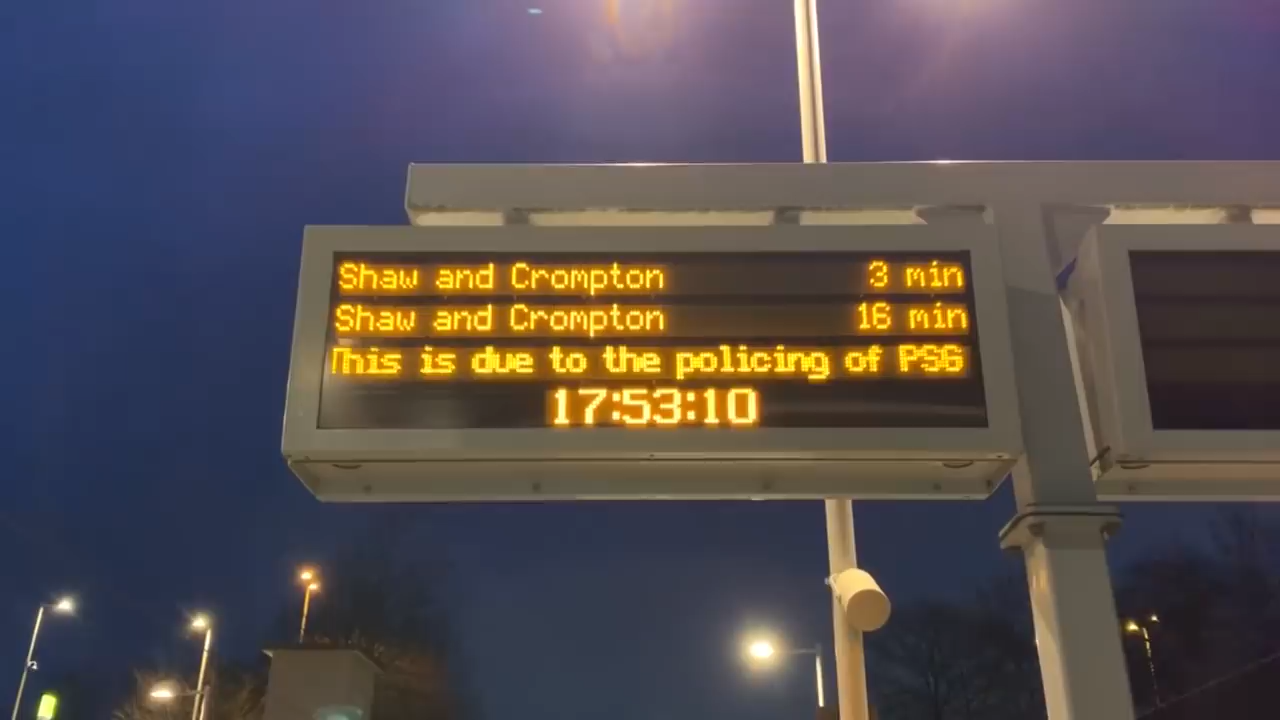 Shaw and Crompton 3 min
Shaw and Crompton 16 min
This is due to the policing of PSG
17:53:10